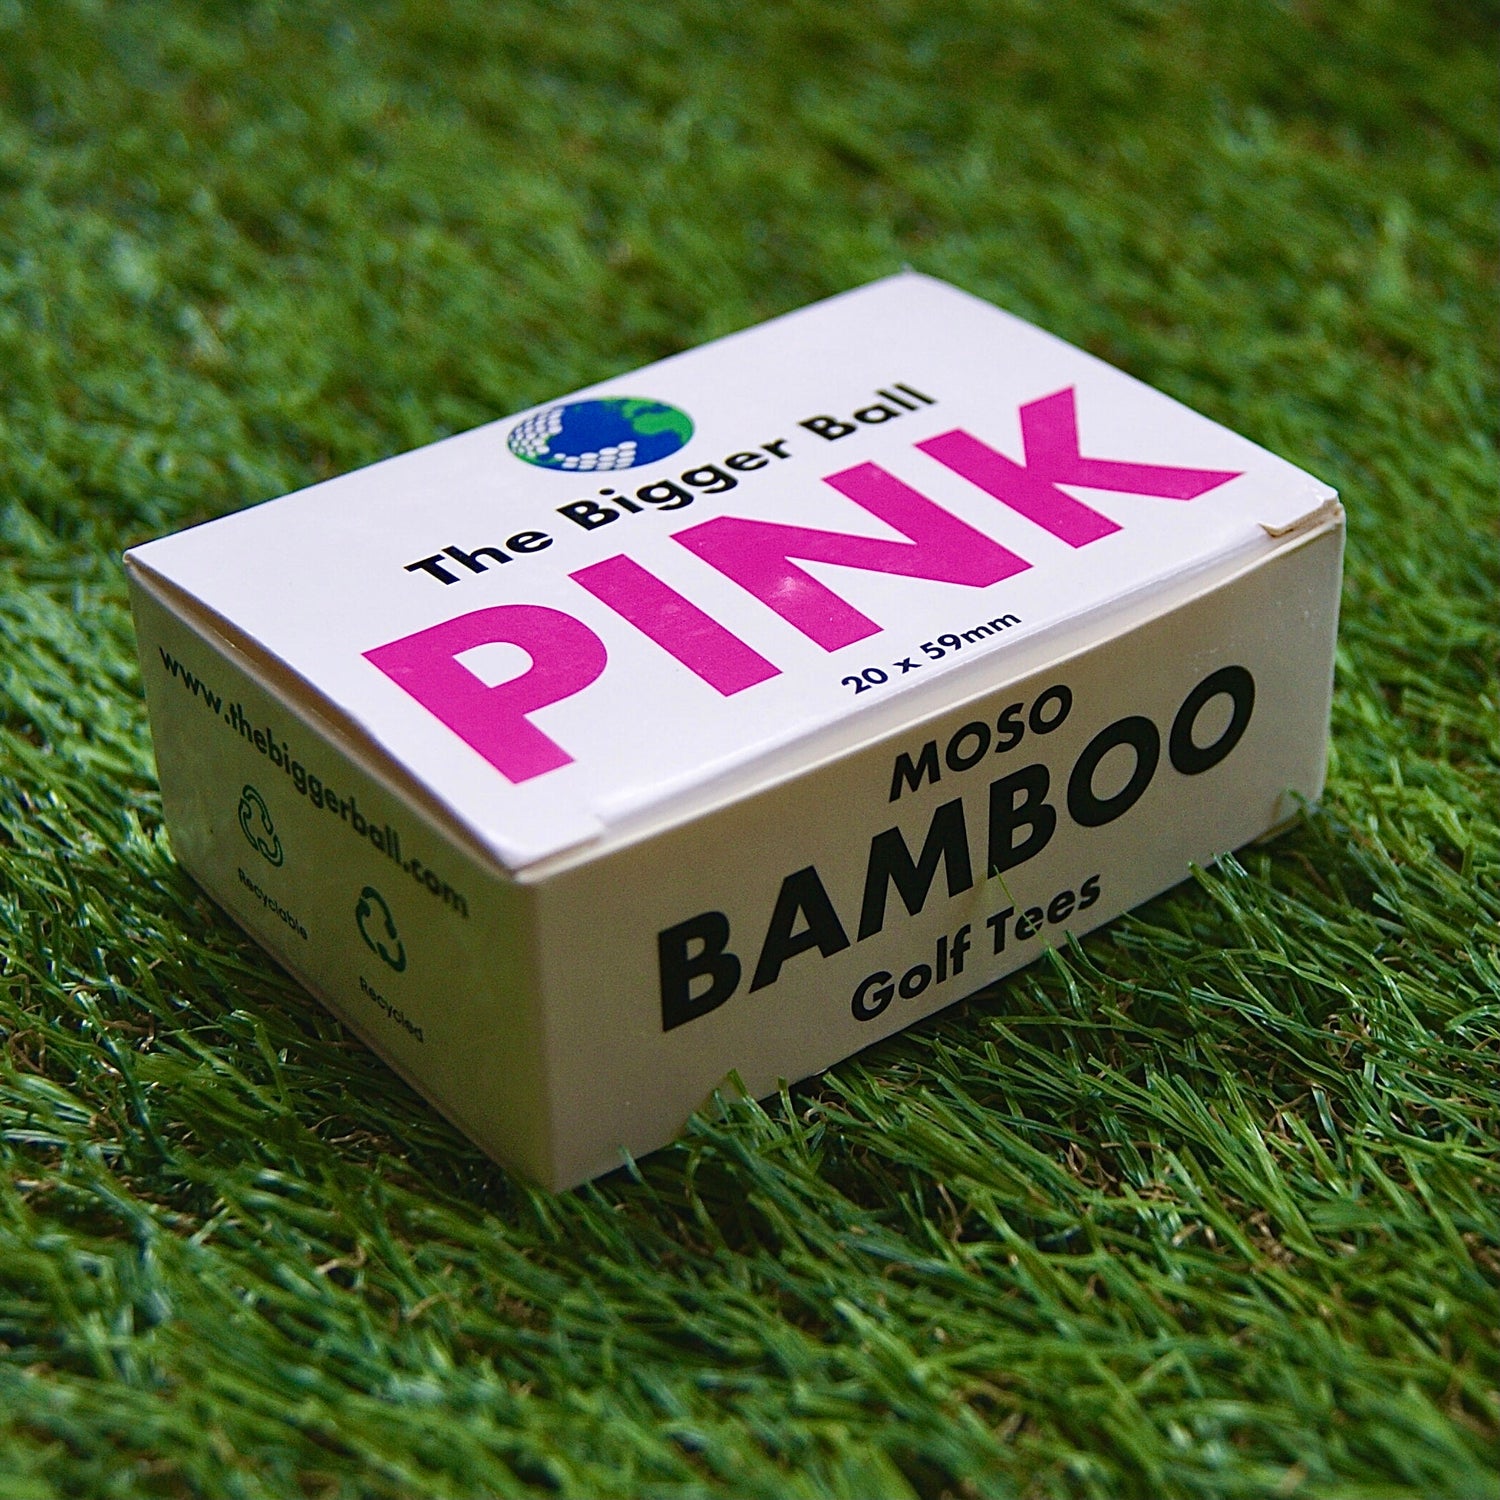 The Bigger Ball
PINK
20 x 59mm
MOSO
BAMBOO
Golf Tees
www.thebiggerball.com
Recyclable
Recycled